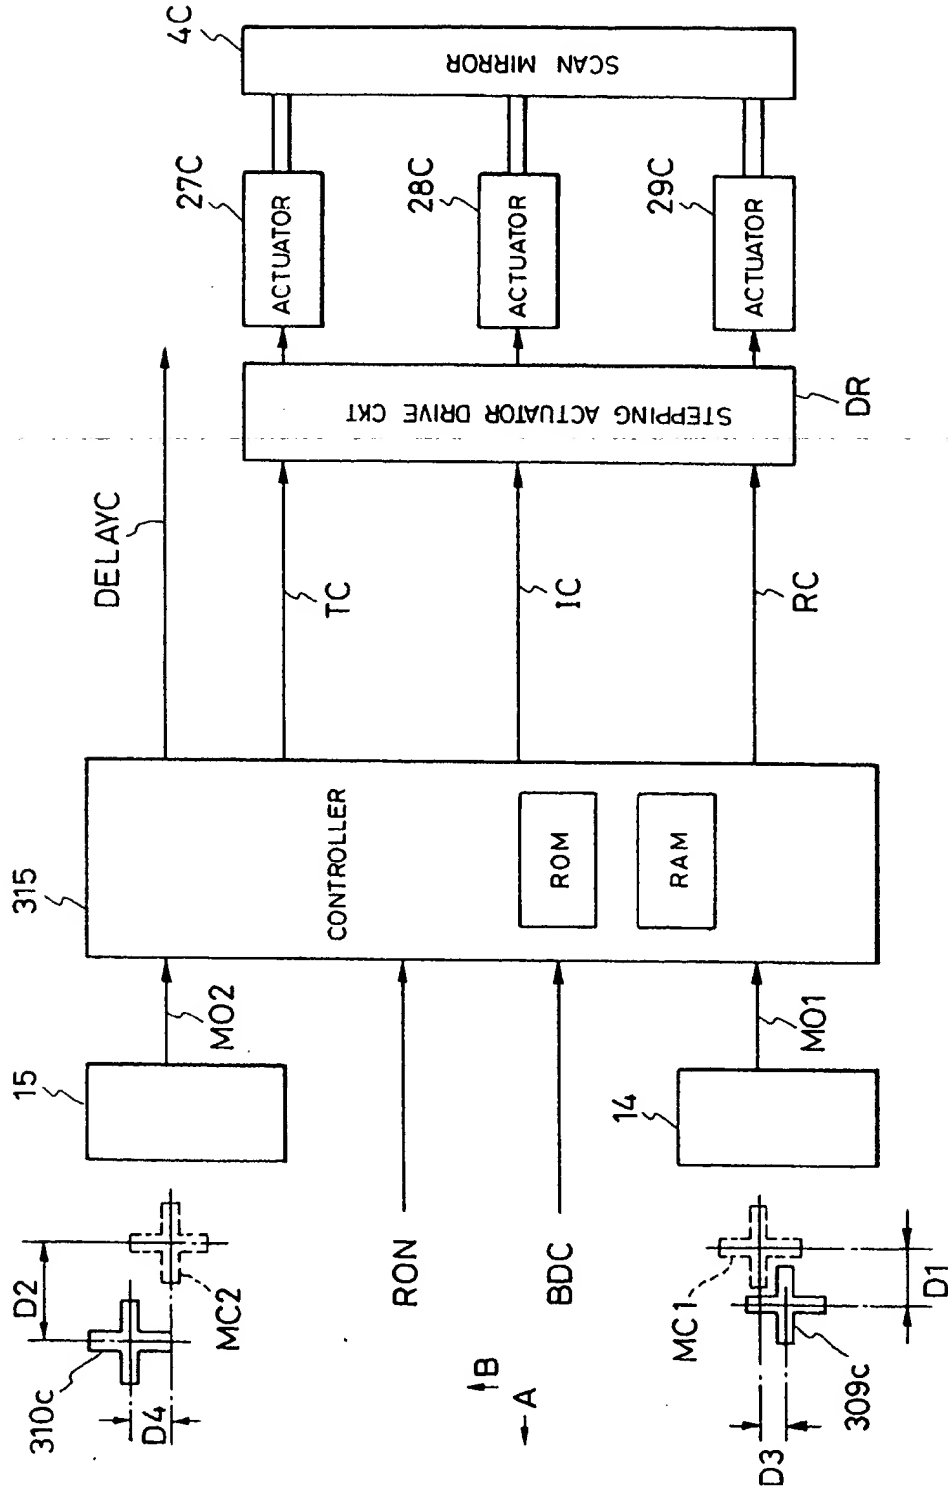 4C
SCAN MIRROR
27C
ACTUATOR
28C
ACTUATOR
29C
ACTUATOR
STEPPING ACTUATOR DRIVE CKT
DR
DELAYC
TC
IC
RC
315
CONTROLLER
ROM
RAM
MO2
15
MO1
14
RON
BDC
D2
MC2
310c
D4
B
A
MC1
D1
309c
D3